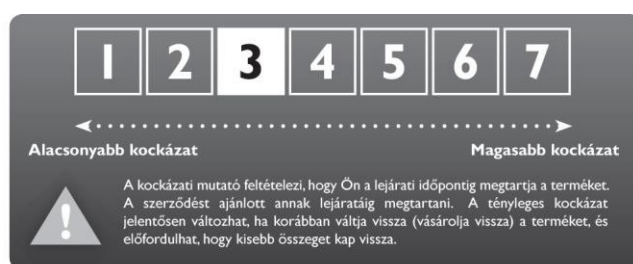 1 2 3 4 5 6 7
Alacsonyabb kockázat Magasabb kockázat
A kockázati mutató feltételezi, hogy Ön a lejárati időpontig megtartja a terméket.
A szerződést ajánlott annak lejáratáig megtartani. A tényleges kockázat
jelentősen változhat, ha korábban váltja vissza (vásárolja vissza) a terméket, és
előfordulhat, hogy kisebb összeget kap vissza.